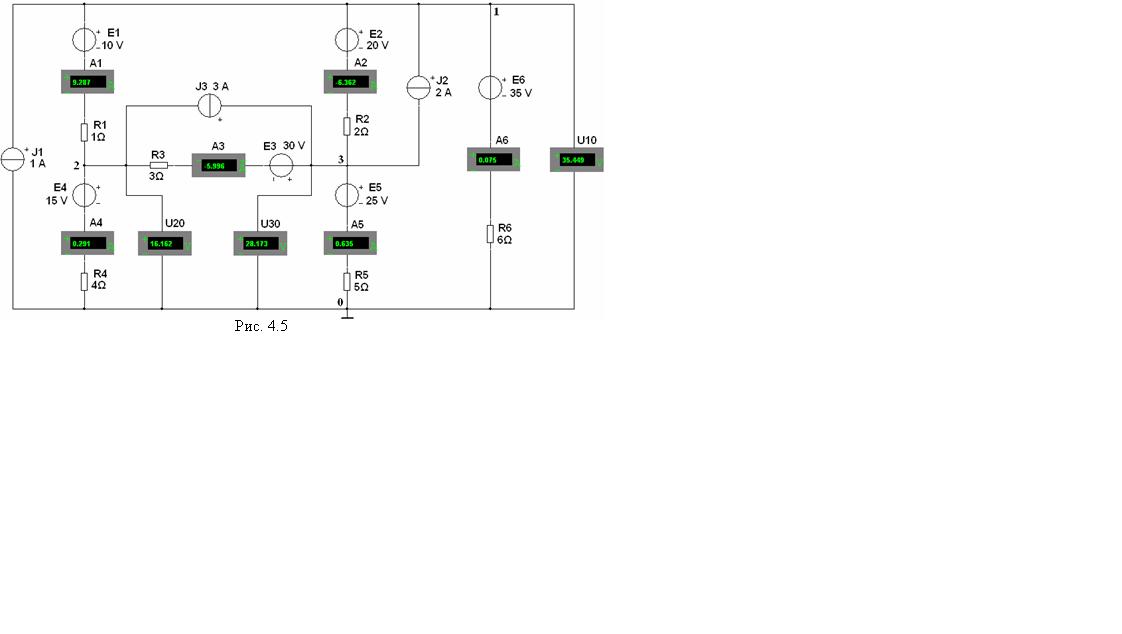 1
E1
+
-
10 V
E2
+
-
20 V
A1
9.287
A2
-6.362
J2
+
2 A
E6
+
-
35 V
J3 3 A
+
R1
1Ω
R2
2Ω
J1
+
1 A
R3
3Ω
A3
-5.996
E3 30 V
- +
A6
0.075
U10
35.449
2
3
E4
15 V
+
-
E5
+
-
25 V
A4
0.291
U20
16.162
U30
28.173
A5
0.635
R6
6Ω
R4
4Ω
R5
5Ω
0
Рис. 4.5